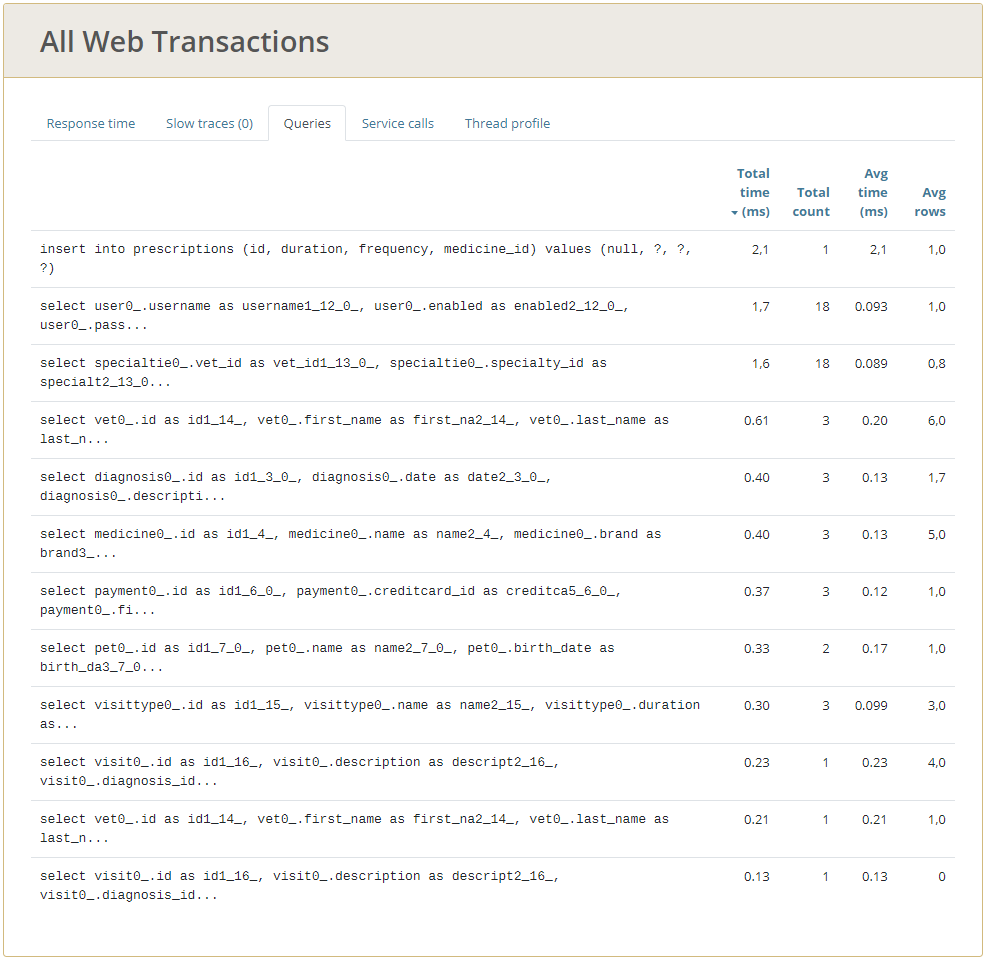 All Web Transactions
Response time Slow traces (0) Queries Service calls Thread profile
Total time (ms) Total count Avg time (ms) Avg rows
insert into prescriptions (id, duration, frequency, medicine_id) values (null, ?, ?, 2,1 1 2,1 1,0
?)
select user0_.username as username1_12_0_, user0_.enabled as enabled2_12_0_, 1,7 18 0.093 1,0
user0_.pass...
select specialtie0_.vet_id as vet_id1_13_0_, specialtie0_.specialty_id as 1,6 18 0.089 0,8
specialt2_13_0...
select vet0_.id as id1_14_, vet0_.first_name as first_na2_14_, vet0_.last_name as 0.61 3 0.20 6,0
last_n...
select diagnosis0_.id as id1_3_0_, diagnosis0_.date as date2_3_0_, 0.40 3 0.13 1,7
diagnosis0_.descripti...
select medicine0_.id as id1_4_, medicine0_.name as name2_4_, medicine0_.brand as 0.40 3 0.13 5,0
brand3_...
select payment0_.id as id1_6_0_, payment0_.creditcard_id as creditca5_6_0_, 0.37 3 0.12 1,0
payment0_.fi...
select pet0_.id as id1_7_0_, pet0_.name as name2_7_0_, pet0_.birth_date as 0.33 2 0.17 1,0
birth_da3_7_0...
select visittype0_.id as id1_15_, visittype0_.name as name2_15_, visittype0_.duration 0.30 3 0.099 3,0
as...
select visit0_.id as id1_16_, visit0_.description as descript2_16_, 0.23 1 0.23 4,0
visit0_.diagnosis_id...
select vet0_.id as id1_14_, vet0_.first_name as first_na2_14_, vet0_.last_name as 0.21 1 0.21 1,0
last_n...
select visit0_.id as id1_16_, visit0_.description as descript2_16_, 0.13 1 0.13 0
visit0_.diagnosis_id...